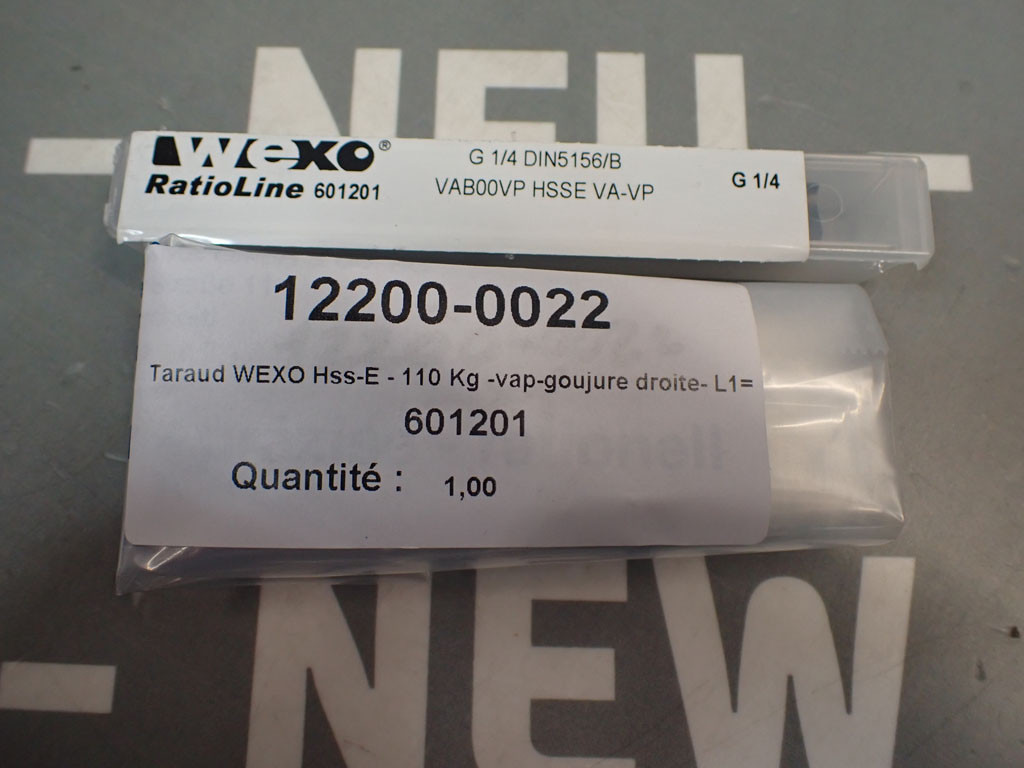 NEU
Wexo®
RatioLine 601201
G 1/4 DIN5156/B
VAB00VP HSSE VA-VP
G 1/4
12200-0022
Taraud WEXO Hss-E - 110 Kg -vap-goujure droite- L1=
601201
Quantité : 1,00
NEW